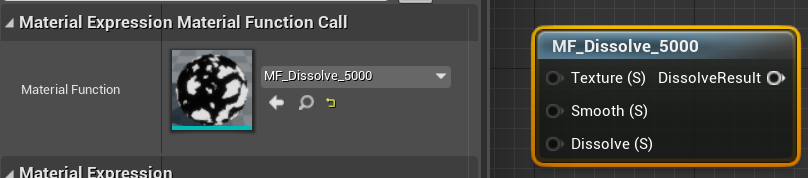 Material Expression Material Function Call
Material Function
MF_Dissolve_5000
Material Expression
MF_Dissolve_5000
Texture (S) DissolveResult
Smooth (S)
Dissolve (S)